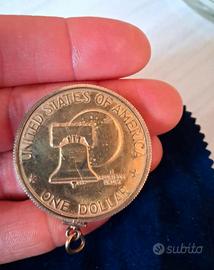 UNITED STATES OF AMERICA
ONE DOLLAR
subito